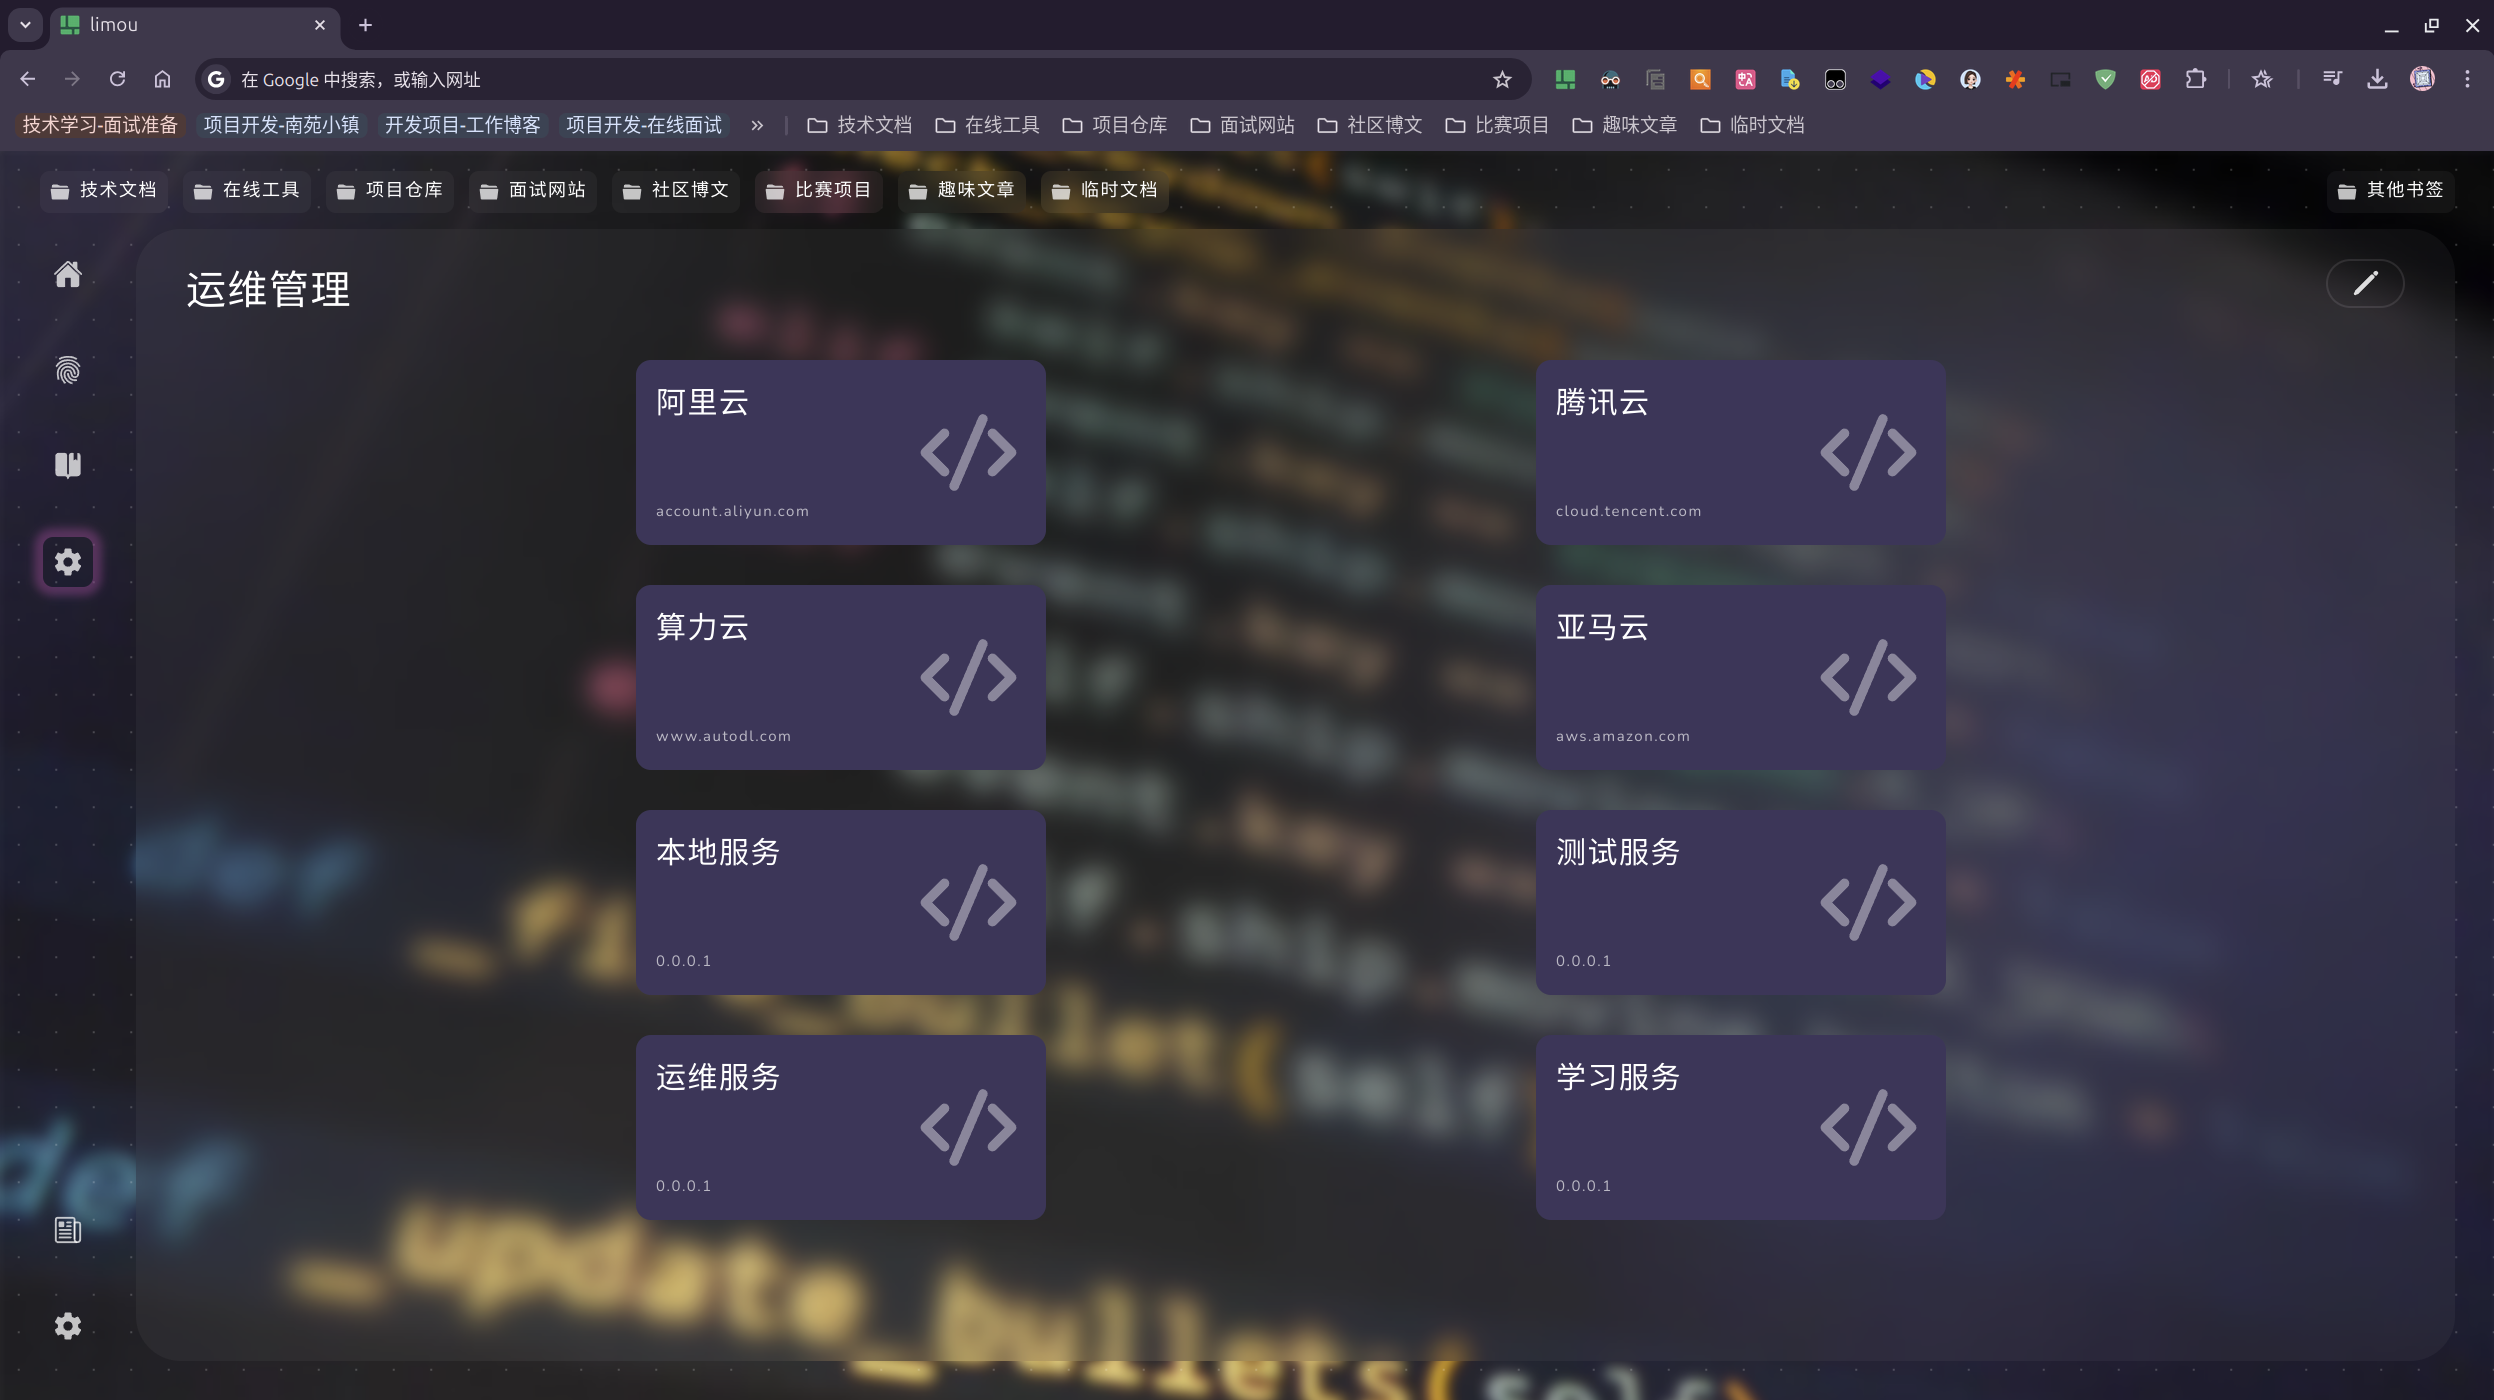 limou
在 Google 中搜索，或输入网址
技术学习-面试准备 项目开发-南苑小镇 开发项目-工作博客 项目开发-在线面试 » 技术文档 在线工具 项目仓库 面试网站 社区博文 比赛项目 趣味文章 临时文档
技术文档 在线工具 项目仓库 面试网站 社区博文 比赛项目 趣味文章 临时文档 其他书签
运维管理
阿里云
account.aliyun.com
腾讯云
cloud.tencent.com
算力云
www.autodl.com
亚马云
aws.amazon.com
本地服务
0.0.0.1
测试服务
0.0.0.1
运维服务
0.0.0.1
学习服务
0.0.0.1
def
_update_bullets(self)